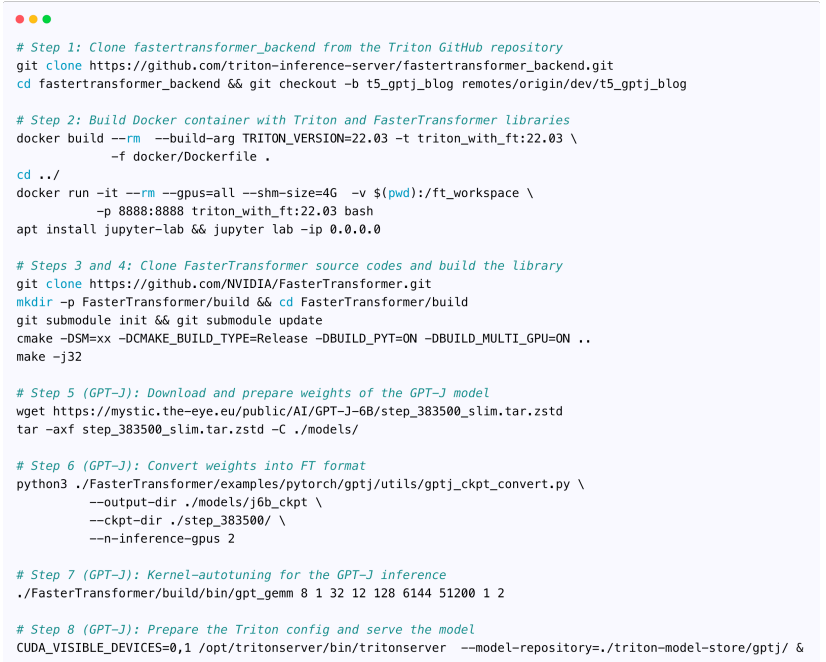 # Step 1: Clone fastertransformer_backend from the Triton GitHub repository
git clone https://github.com/triton-inference-server/fastertransformer_backend.git
cd fastertransformer_backend && git checkout -b t5_gptj_blog remotes/origin/dev/t5_gptj_blog

# Step 2: Build Docker container with Triton and FasterTransformer libraries
docker build --rm  --build-arg TRITON_VERSION=22.03 -t triton_with_ft:22.03 \
            -f docker/Dockerfile .
cd ../
docker run -it --rm --gpus=all --shm-size=4G  -v $(pwd):/ft_workspace \
          -p 8888:8888 triton_with_ft:22.03 bash
apt install jupyter-lab && jupyter lab -ip 0.0.0.0

# Steps 3 and 4: Clone FasterTransformer source codes and build the library
git clone https://github.com/NVIDIA/FasterTransformer.git
mkdir -p FasterTransformer/build && cd FasterTransformer/build
git submodule init && git submodule update
cmake -DSM=xx -DCMAKE_BUILD_TYPE=Release -DBUILD_PYT=ON -DBUILD_MULTI_GPU=ON ..
make -j32

# Step 5 (GPT-J): Download and prepare weights of the GPT-J model
wget https://mystic.the-eye.eu/public/AI/GPT-J-6B/step_383500_slim.tar.zstd
tar -axf step_383500_slim.tar.zstd -C ./models/

# Step 6 (GPT-J): Convert weights into FT format
python3 ./FasterTransformer/examples/pytorch/gptj/utils/gptj_ckpt_convert.py \
         --output-dir ./models/j6b_ckpt \
         --ckpt-dir ./step_383500/ \
         --n-inference-gpus 2

# Step 7 (GPT-J): Kernel-autotuning for the GPT-J inference
./FasterTransformer/build/bin/gpt_gemm 8 1 32 12 128 6144 51200 1 2

# Step 8 (GPT-J): Prepare the Triton config and serve the model
CUDA_VISIBLE_DEVICES=0,1 /opt/tritonserver/bin/tritonserver  --model-repository=./triton-model-store/gptj/ &